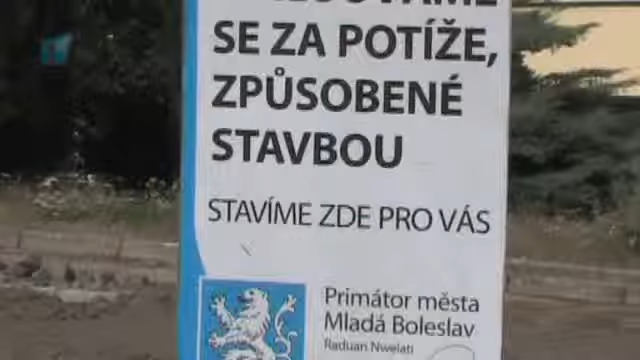 SE ZA POTÍŽE,
ZPŮSOBENÉ
STAVBOU
STAVÍME ZDE PRO VÁS
Primátor města
Mladá Boleslav
Raduan Nwelati